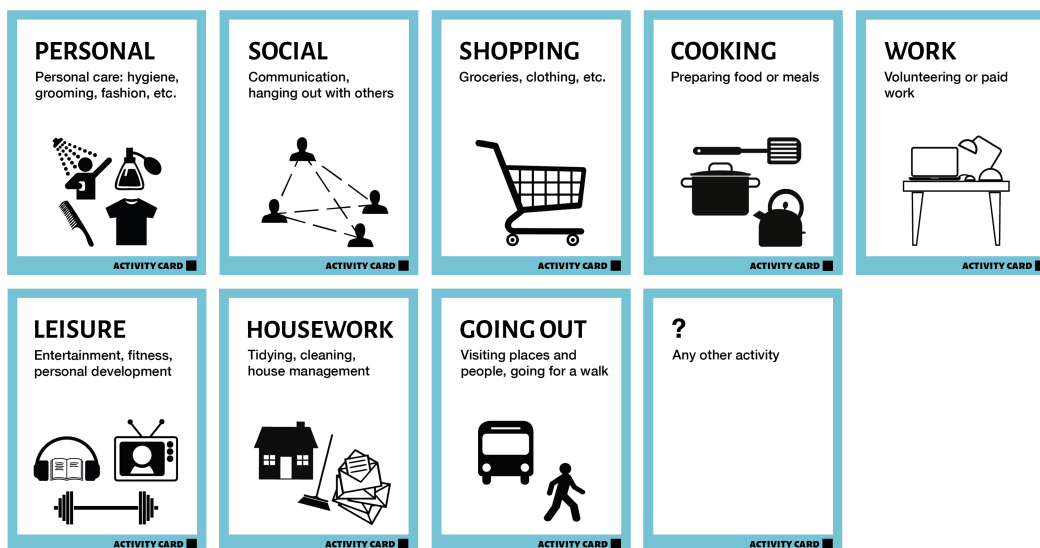 PERSONAL
Personal care: hygiene,
grooming, fashion, etc.
ACTIVITY CARD
SOCIAL
Communication,
hanging out with others
ACTIVITY CARD
SHOPPING
Groceries, clothing, etc.
ACTIVITY CARD
COOKING
Preparing food or meals
ACTIVITY CARD
WORK
Volunteering or paid
work
ACTIVITY CARD
LEISURE
Entertainment, fitness,
personal development
ACTIVITY CARD
HOUSEWORK
Tidying, cleaning,
house management
ACTIVITY CARD
GOING OUT
Visiting places and
people, going for a walk
ACTIVITY CARD
?
Any other activity
ACTIVITY CARD